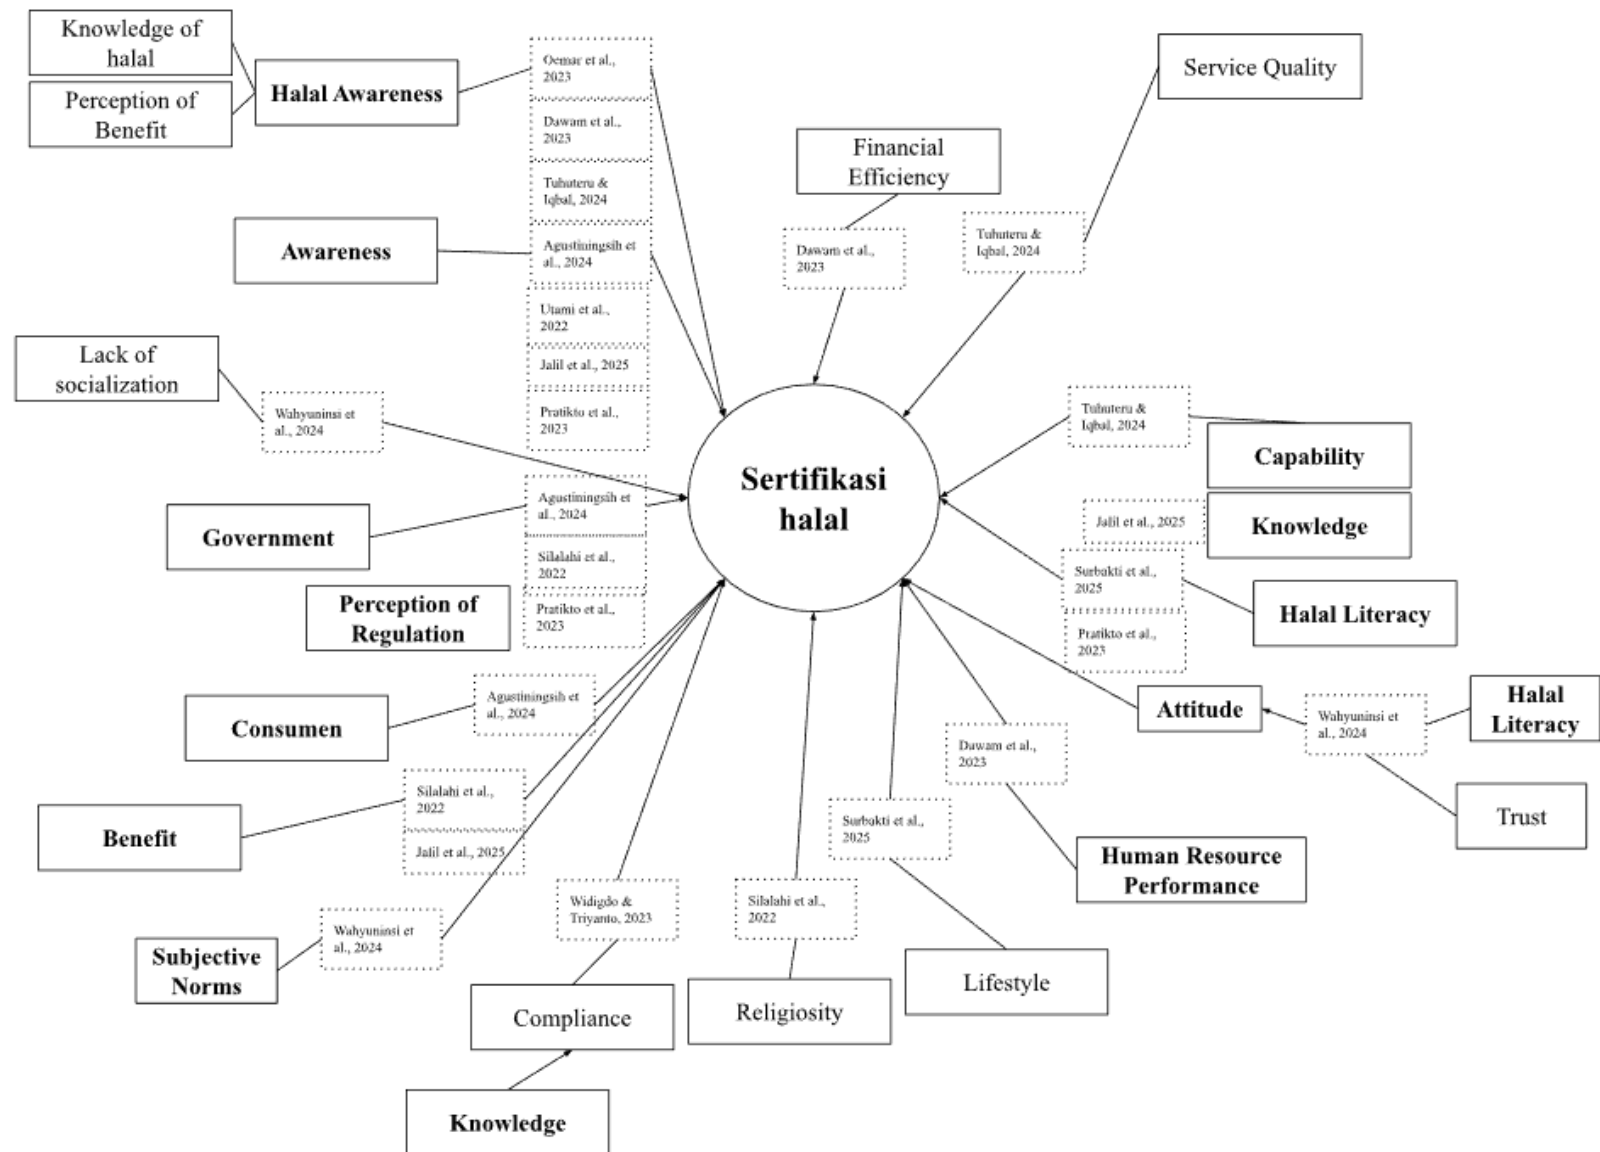 Knowledge of
halal
Perception of
Benefit
Halal Awareness
Oemar et al.,
2023
Dawam et al.,
2023
Tuhuteru &
Iqbal, 2024
Awareness
Agustiningsih et
al., 2024
Utami et al.,
2022
Jalil et al., 2025
Pratikto et al.,
2023
Service Quality
Financial
Efficiency
Tuhuteru &
Iqbal, 2024
Dawam et al.,
2023
Lack of
socialization
Wahyuninsi et
al., 2024
Sertifikasi
halal
Tuhuteru &
Iqbal, 2024
Capability
Jalil et al., 2025
Knowledge
Surbakti et al.,
2025
Halal Literacy
Pratikto et al.,
2023
Government
Agustiningsih et
al., 2024
Silalahi et al.,
2022
Perception of
Regulation
Pratikto et al.,
2023
Attitude
Wahyuninsi et
al., 2024
Halal
Literacy
Trust
Consumen
Agustiningsih et
al., 2024
Dawam et al.,
2023
Human Resource
Performance
Benefit
Silalahi et al.,
2022
Jalil et al., 2025
Surbakti et al.,
2025
Lifestyle
Subjective
Norms
Wahyuninsi et
al., 2024
Widigdo &
Triyanto, 2023
Compliance
Knowledge
Silalahi et al.,
2022
Religiosity